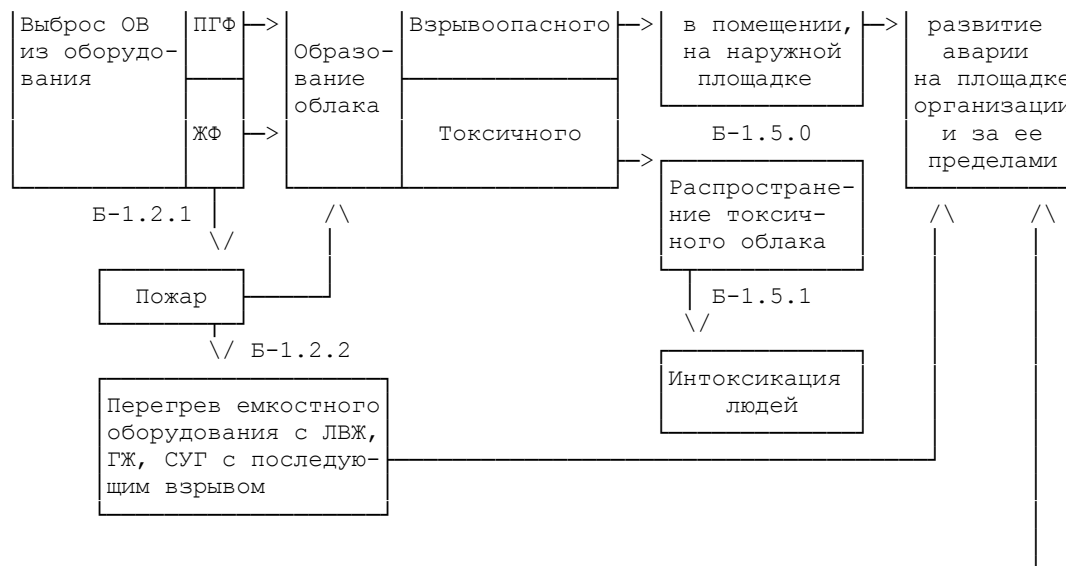 Выброс ОВ
из оборудо-
вания
ПГФ
ЖФ
Образо-
вание
облака
Взрывоопасного
Токсичного
в помещении,
на наружной
площадке
развитие
аварии
на площадке
организации
и за ее
пределами
Б-1.5.0
Распростране-
ние токсич-
ного облака
Б-1.2.1
Пожар
Б-1.5.1
Б-1.2.2
Интоксикация
людей
Перегрев емкостного
оборудования с ЛВЖ,
ГЖ, СУГ с последую-
щим взрывом